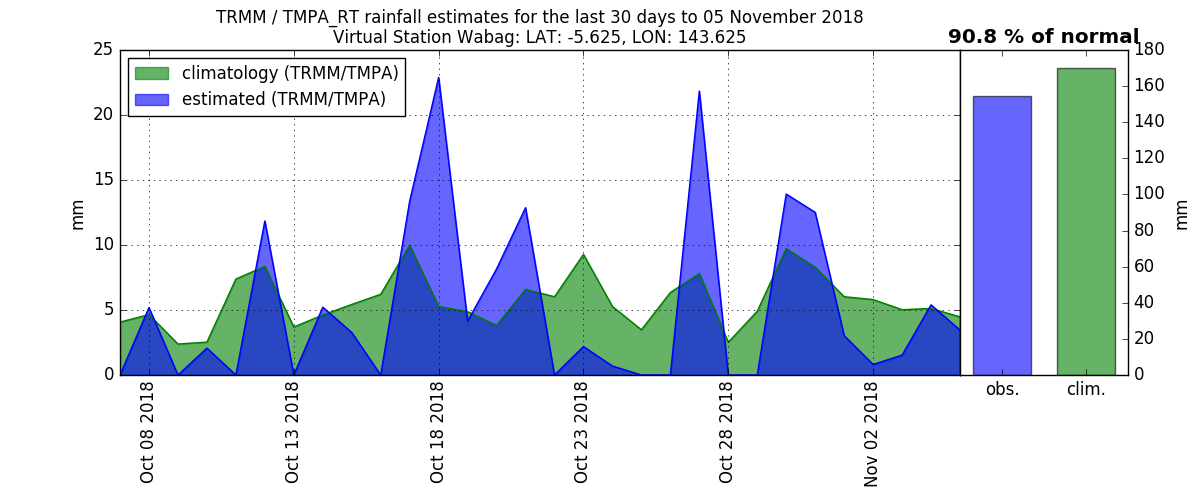 TRMM / TMPA_RT rainfall estimates for the last 30 days to 05 November 2018
Virtual Station Wabag: LAT: -5.625, LON: 143.625
90.8 % of normal
climatology (TRMM/TMPA)
estimated (TRMM/TMPA)
25
20
15
10
5
0
mm
Oct 08 2018
Oct 13 2018
Oct 18 2018
Oct 23 2018
Oct 28 2018
Nov 02 2018
180
160
140
120
100
80
60
40
20
0
mm
obs.
clim.